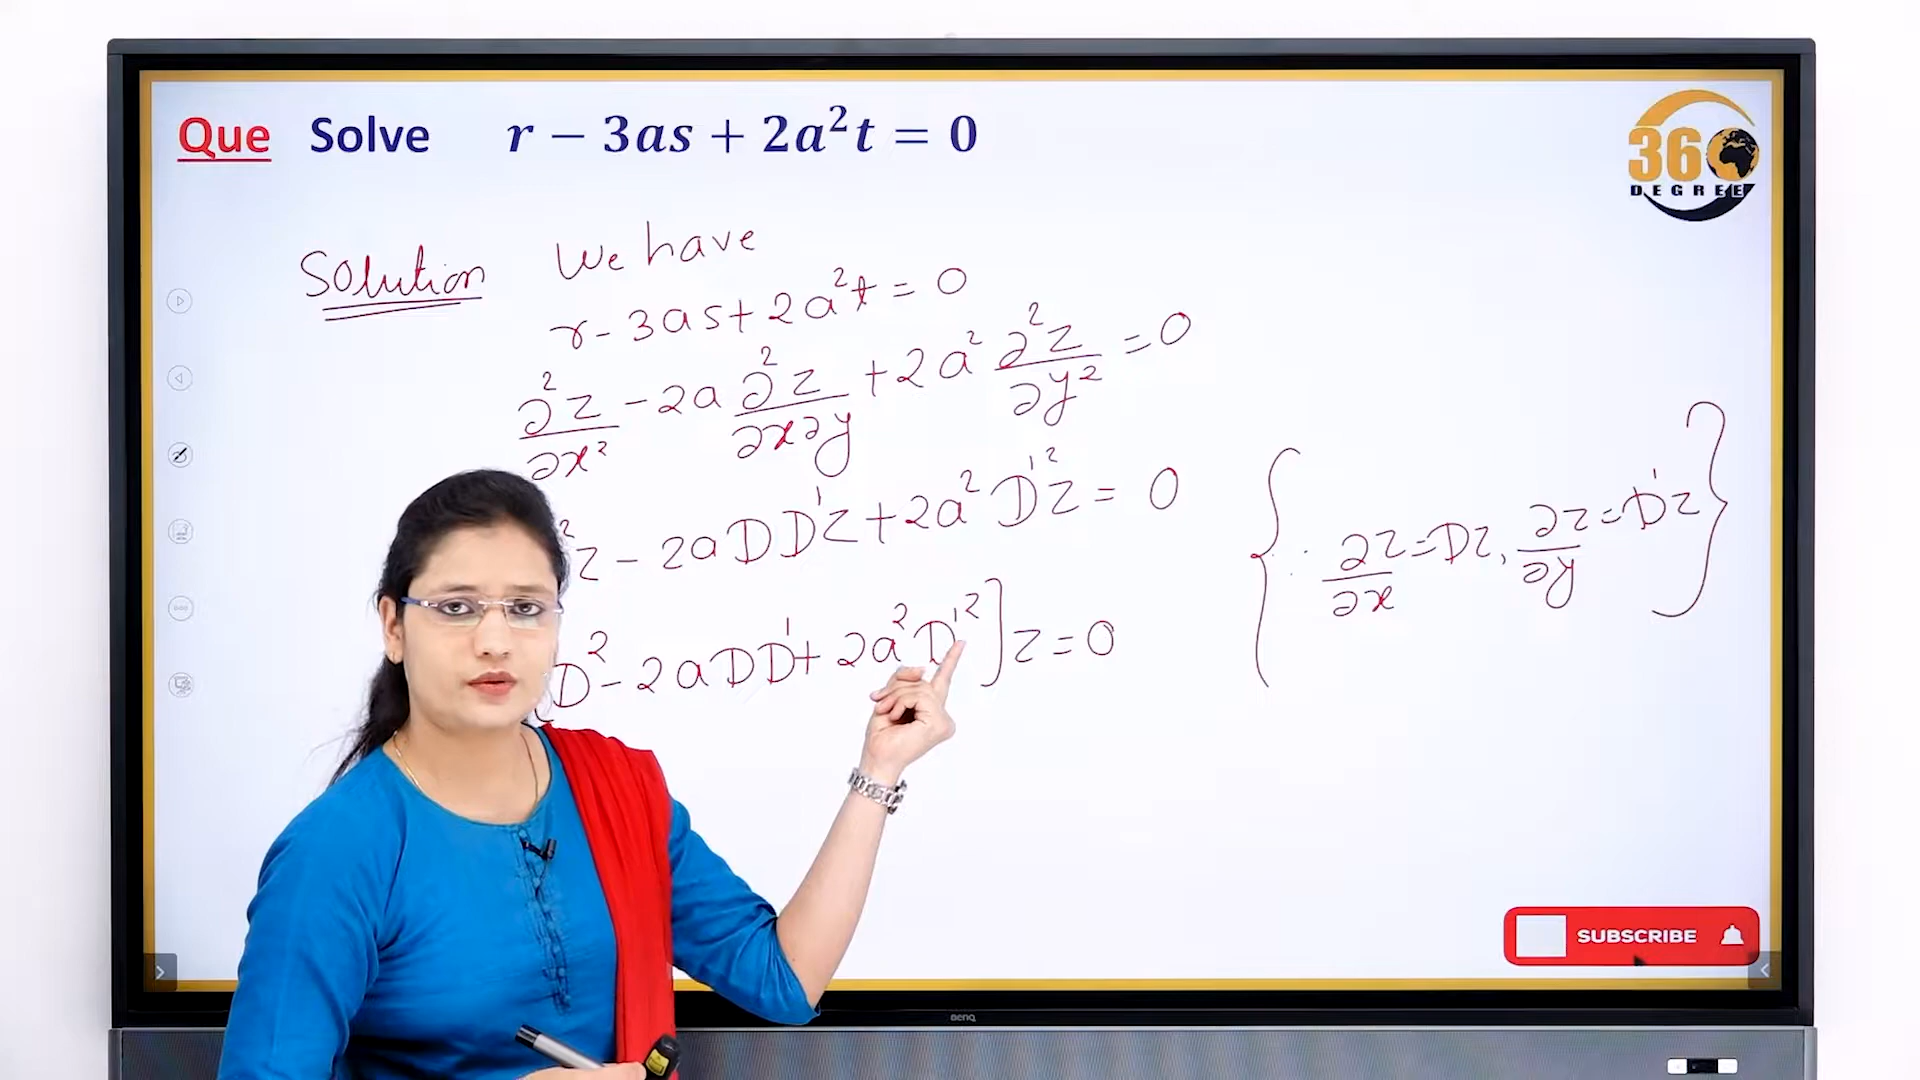 Que Solve r − 3as + 2a²t = 0
360
DEGREE
Solution We have
r - 3as + 2a²t = 0
∂²z/∂x² - 2a ∂²z/∂x∂y + 2a² ∂²z/∂y² = 0
²z - 2aDD'z + 2a²D'²z = 0
{ ∵ ∂z/∂x = Dz, ∂z/∂y = D'z }
[D² - 2aDD' + 2a²D'²] z = 0
SUBSCRIBE
BenQ